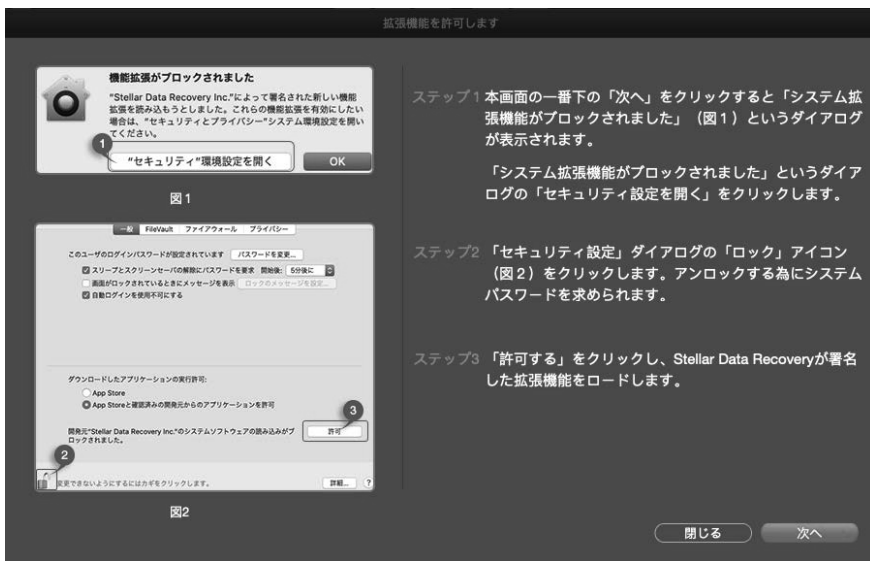 拡張機能を許可します
機能拡張がブロックされました
"Stellar Data Recovery Inc."によって署名された新しい機能
拡張を読み込もうとしました。これらの機能拡張を有効にしたい
場合は、"セキュリティとプライバシー"システム環境設定を開い
てください。
1
"セキュリティ"環境設定を開く
OK
図1
一般 FileVault ファイアウォール プライバシー
このユーザのログインパスワードが設定されています パスワードを変更...
スリープとスクリーンセーバの解除にパスワードを要求 開始後: 5分後に
画面がロックされているときにメッセージを表示 ロックのメッセージを設定...
自動ログインを使用不可にする
ダウンロードしたアプリケーションの実行許可:
App Store
App Storeと確認済みの開発元からのアプリケーションを許可
3
開発元"Stellar Data Recovery Inc."のシステムソフトウェアの読み込みがブ
ロックされました。
許可
2
変更できないようにするにはカギをクリックします。
詳細... ?
図2
ステップ1 本画面の一番下の「次へ」をクリックすると「システム拡
張機能がブロックされました」（図1）というダイアログ
が表示されます。
「システム拡張機能がブロックされました」というダイア
ログの「セキュリティ設定を開く」をクリックします。
ステップ2 「セキュリティ設定」ダイアログの「ロック」アイコン
（図2）をクリックします。アンロックする為にシステム
パスワードを求められます。
ステップ3 「許可する」をクリックし、Stellar Data Recoveryが署名
した拡張機能をロードします。
閉じる 次へ